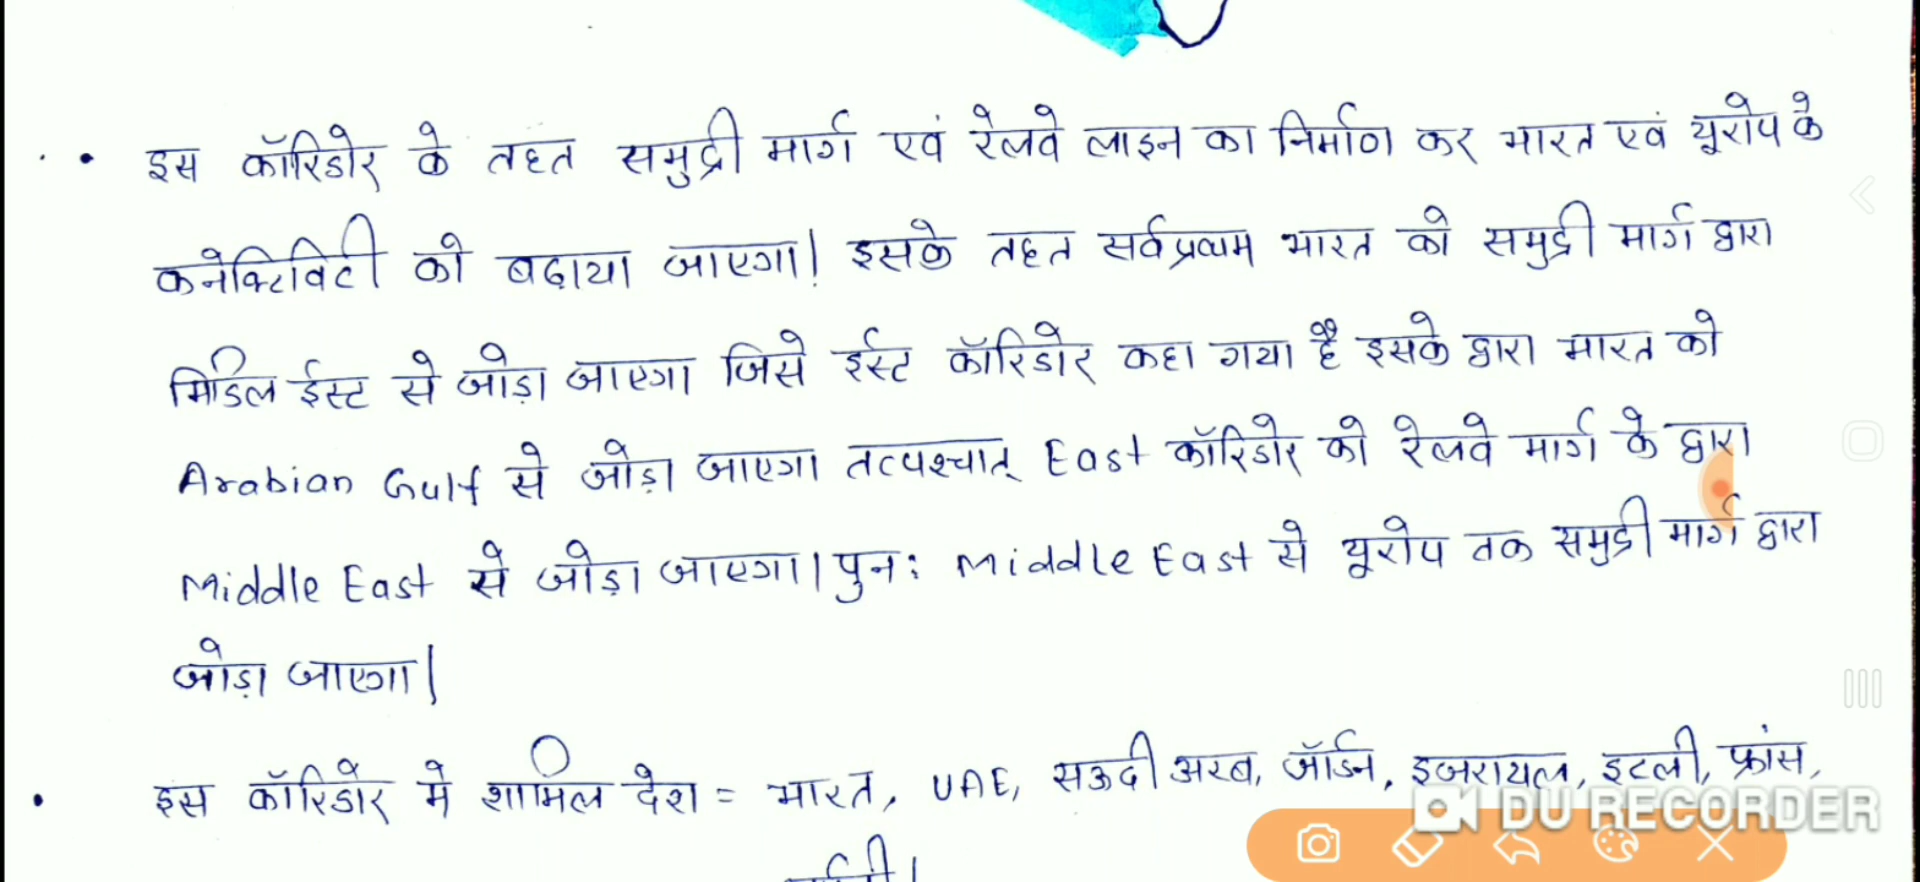 • इस कॉरिडोर के तहत समुद्री मार्ग एवं रेलवे लाइन का निर्माण कर भारत एवं यूरोप के
कनेक्टिविटी को बढ़ाया जाएगा। इसके तहत सर्वप्रथम भारत को समुद्री मार्ग द्वारा
मिडिल ईस्ट से जोड़ा जाएगा जिसे ईस्ट कॉरिडोर कहा गया है इसके द्वारा भारत को
Arabian Gulf से जोड़ा जाएगा तत्पश्चात् East कॉरिडोर को रेलवे मार्ग के द्वारा
Middle East से जोड़ा जाएगा। पुनः Middle East से यूरोप तक समुद्री मार्ग द्वारा
जोड़ा जाएगा।
• इस कॉरिडोर मे शामिल देश = भारत, UAE, सऊदी अरब, जॉर्डन, इजरायल, इटली, फ्रांस,
DU RECORDER